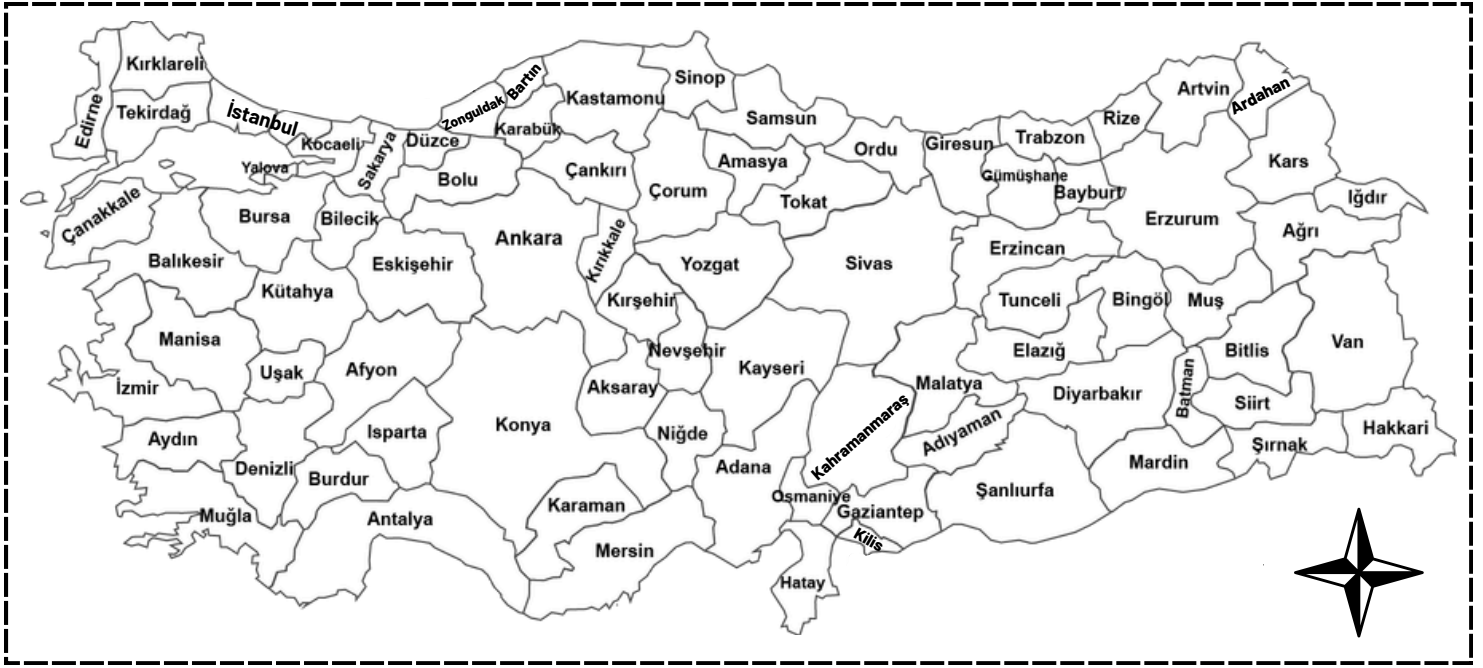 Kırklareli
Edirne
Tekirdağ
İstanbul
Kocaeli
Yalova
Sakarya
Düzce
Zonguldak
Bartın
Karabük
Kastamonu
Sinop
Samsun
Çankırı
Bolu
Çorum
Amasya
Tokat
Ordu
Giresun
Trabzon
Gümüşhane
Bayburt
Rize
Artvin
Ardahan
Kars
Iğdır
Ağrı
Erzurum
Erzincan
Çanakkale
Balıkesir
Bursa
Bilecik
Kütahya
Eskişehir
Ankara
Kırıkkale
Kırşehir
Yozgat
Sivas
Tunceli
Bingöl
Muş
Elazığ
Bitlis
Van
Manisa
İzmir
Uşak
Afyon
Aksaray
Nevşehir
Kayseri
Malatya
Diyarbakır
Batman
Siirt
Şırnak
Hakkari
Aydın
Denizli
Isparta
Burdur
Konya
Niğde
Adana
Kahramanmaraş
Adıyaman
Mardin
Şanlıurfa
Muğla
Antalya
Karaman
Mersin
Osmaniye
Gaziantep
Kilis
Hatay